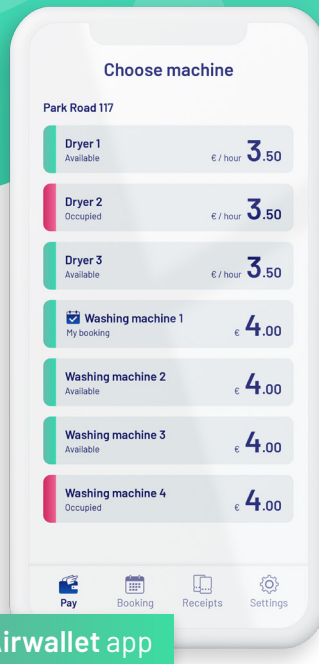 Choose machine
Park Road 117
Dryer 1
Available
€ / hour 3.50
Dryer 2
Occupied
€ / hour 3.50
Dryer 3
Available
€ / hour 3.50
Washing machine 1
My booking
€ 4.00
Washing machine 2
Available
€ 4.00
Washing machine 3
Available
€ 4.00
Washing machine 4
Occupied
€ 4.00
Pay Booking Receipts Settings
Airwallet app